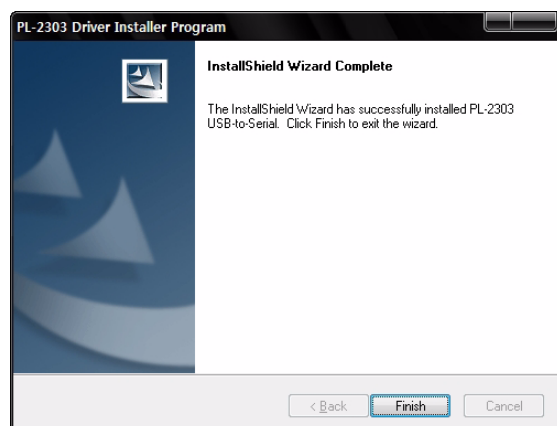 PL-2303 Driver Installer Program
InstallShield Wizard Complete
The InstallShield Wizard has successfully installed PL-2303
USB-to-Serial. Click Finish to exit the wizard.
< Back Finish Cancel